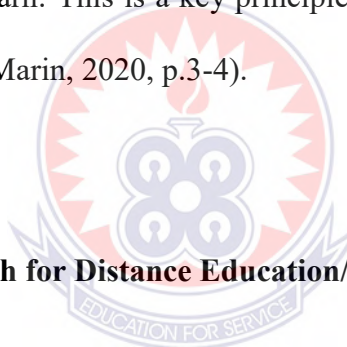 arn. This is a key principle
Marin, 2020, p.3-4).
h for Distance Education/
EDUCATION FOR SERVICE